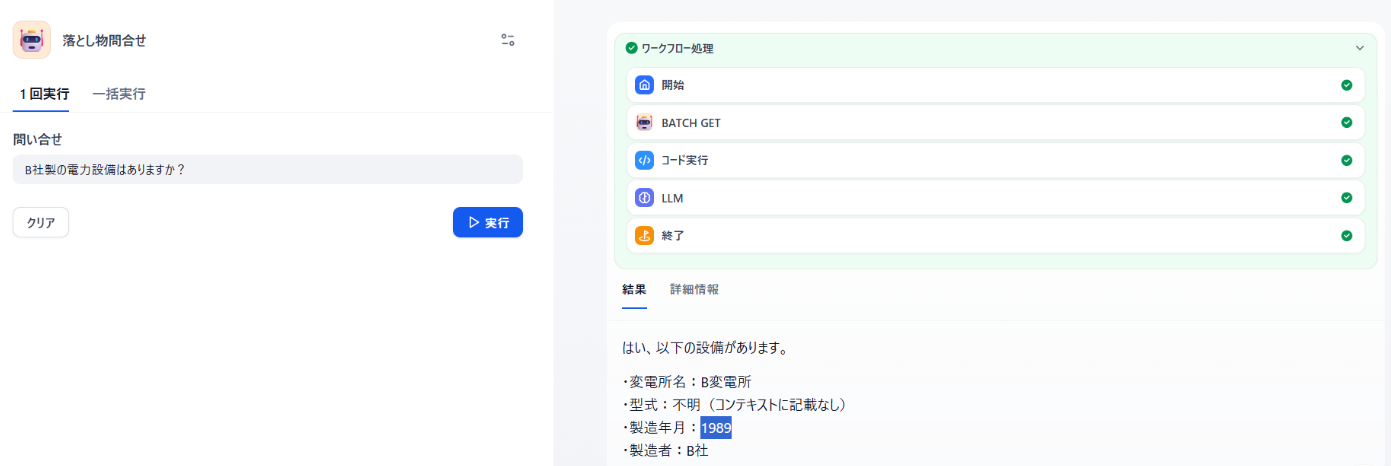 落とし物問合せ
1 回実行
一括実行
問い合せ
B社製の電力設備はありますか？
クリア
実行
ワークフロー処理
開始
BATCH GET
コード実行
LLM
終了
結果
詳細情報
はい、以下の設備があります。
・変電所名：B変電所
・型式：不明（コンテキストに記載なし）
・製造年月：1989
・製造者：B社